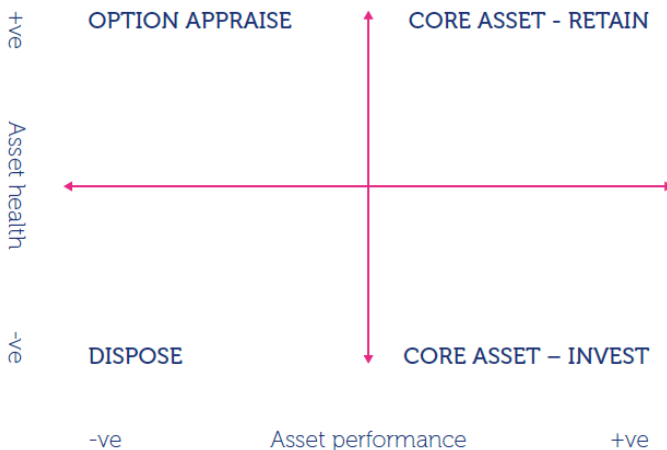 +ve
OPTION APPRAISE
CORE ASSET - RETAIN
Asset health
-ve
DISPOSE
CORE ASSET – INVEST
-ve
Asset performance
+ve